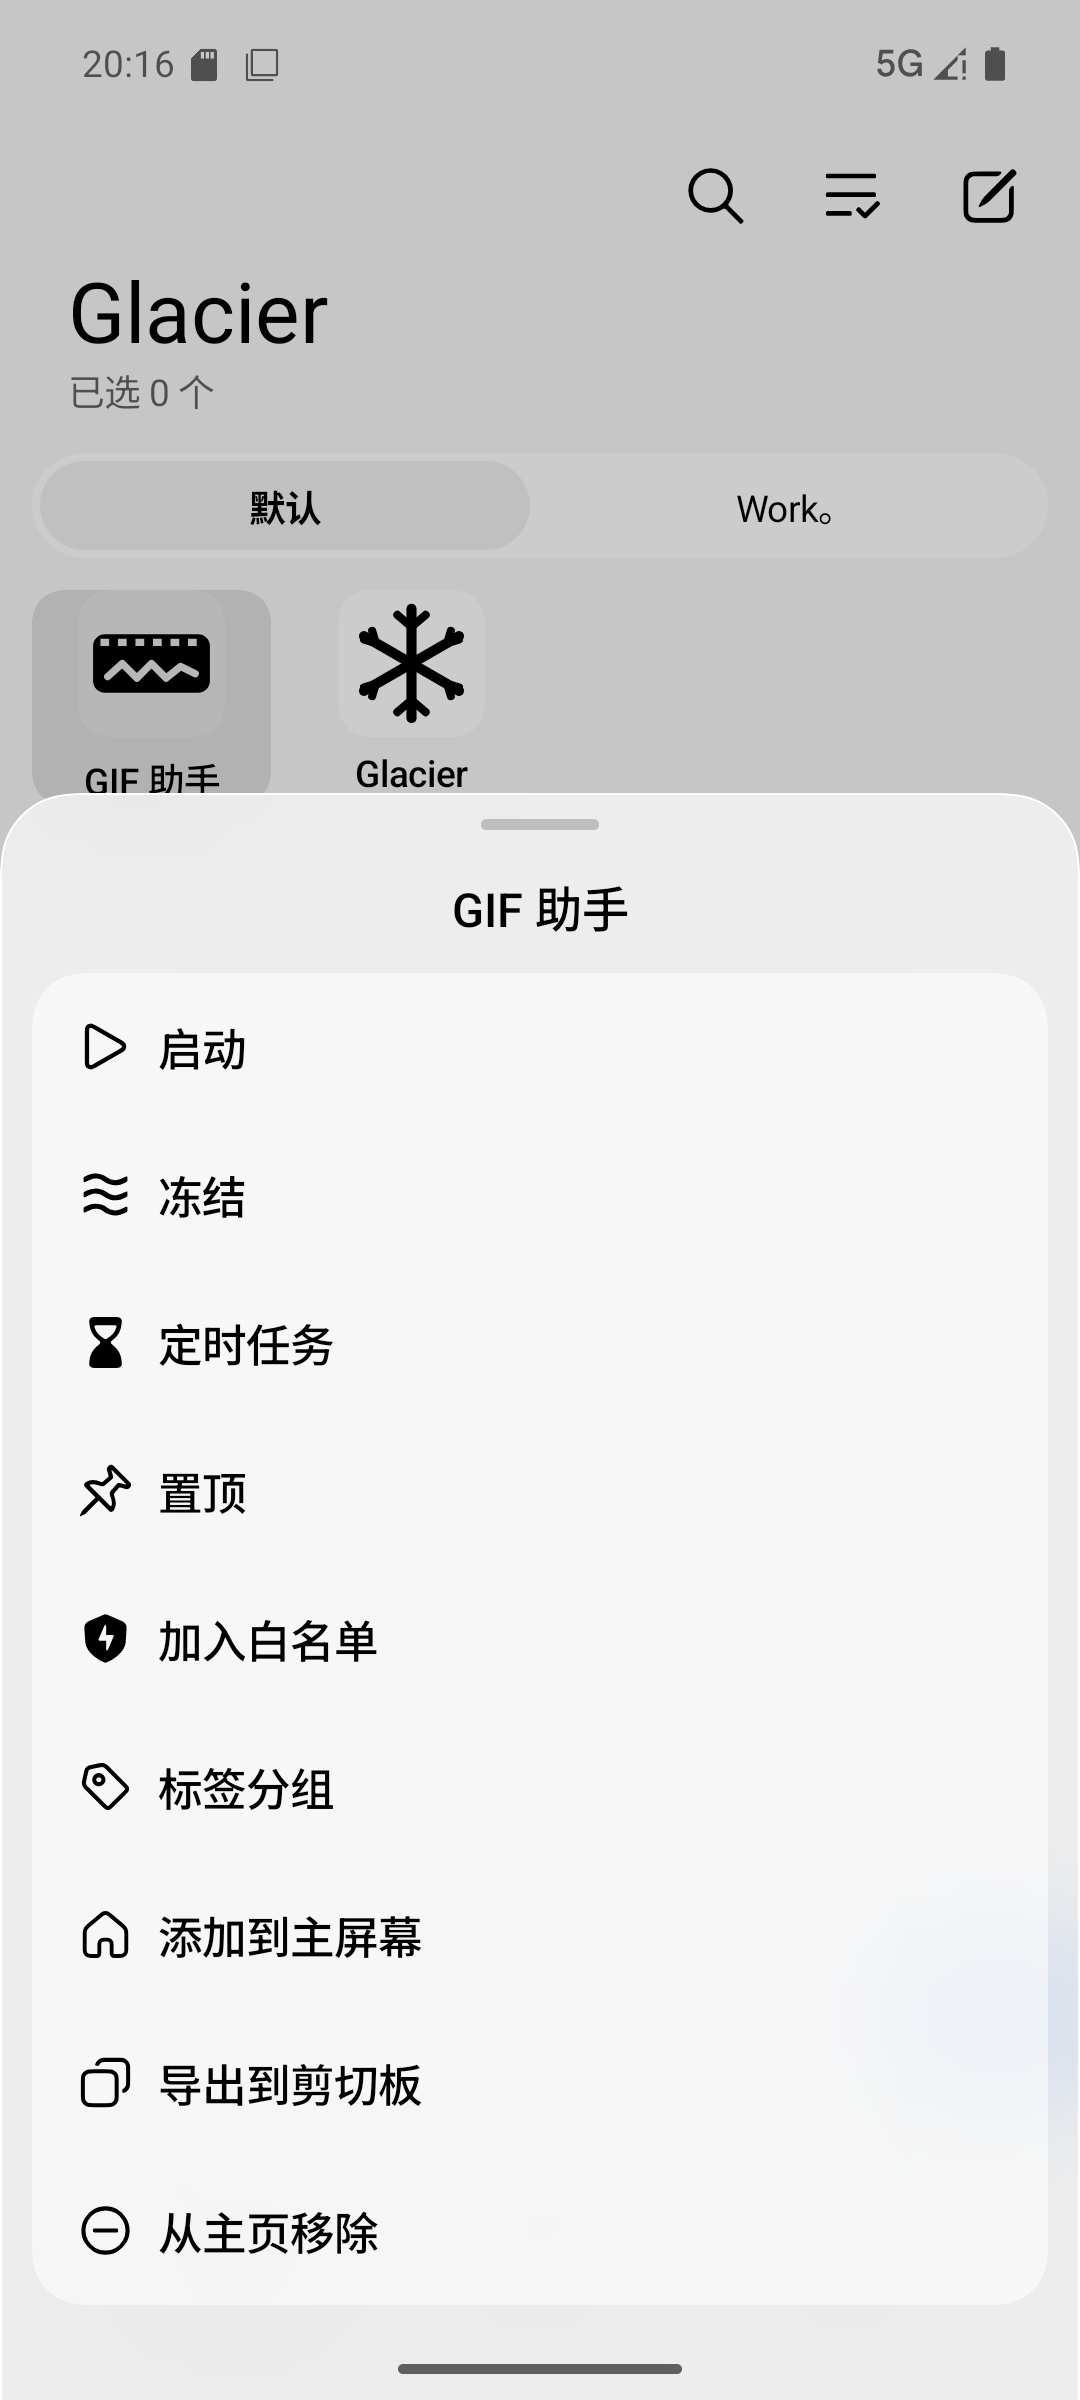 20:16
5G
Glacier
已选 0 个
默认
Work。
GIF 助手
Glacier
GIF 助手
启动
冻结
定时任务
置顶
加入白名单
标签分组
添加到主屏幕
导出到剪切板
从主页移除